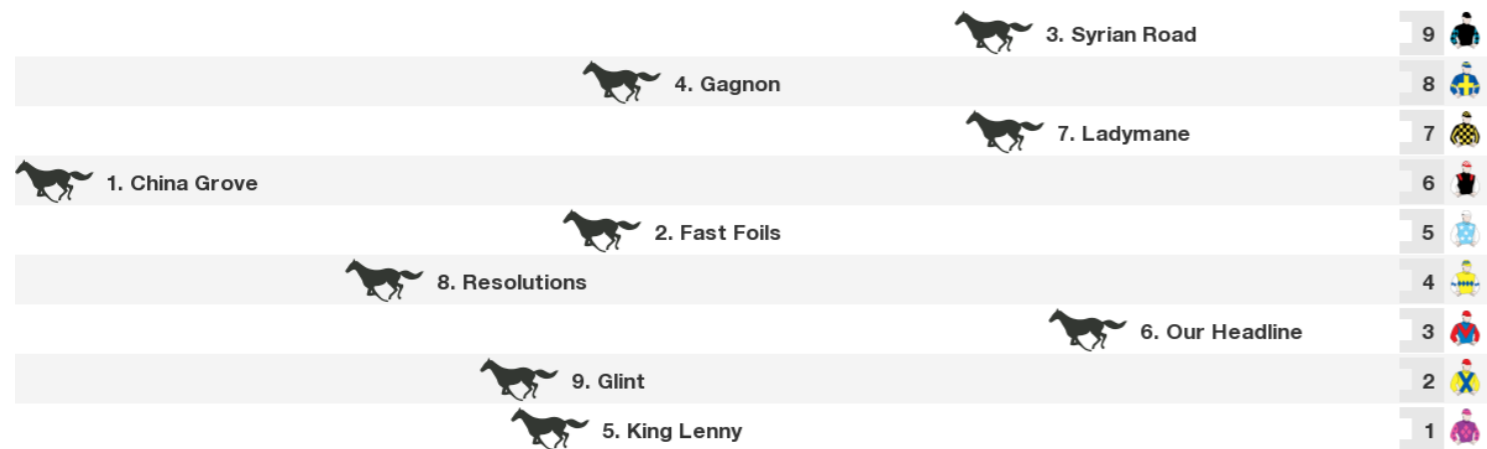 3. Syrian Road 9
4. Gagnon 8
7. Ladymane 7
1. China Grove 6
2. Fast Foils 5
8. Resolutions 4
6. Our Headline 3
9. Glint 2
5. King Lenny 1